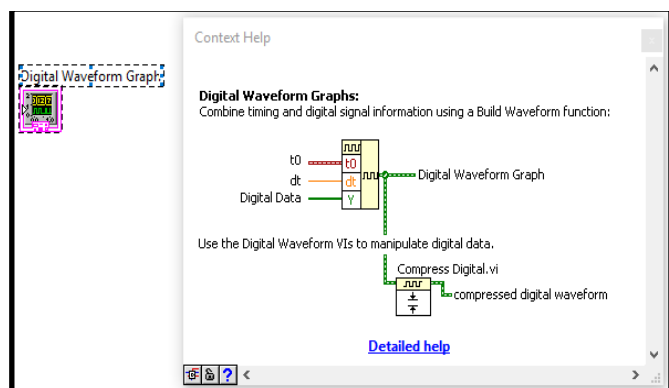 Context Help
Digital Waveform Graph
Digital Waveform Graphs:
Combine timing and digital signal information using a Build Waveform function:
t0
t0
dt
dt
Digital Data
Y
Digital Waveform Graph
Use the Digital Waveform VIs to manipulate digital data.
Compress Digital.vi
compressed digital waveform
Detailed help
?